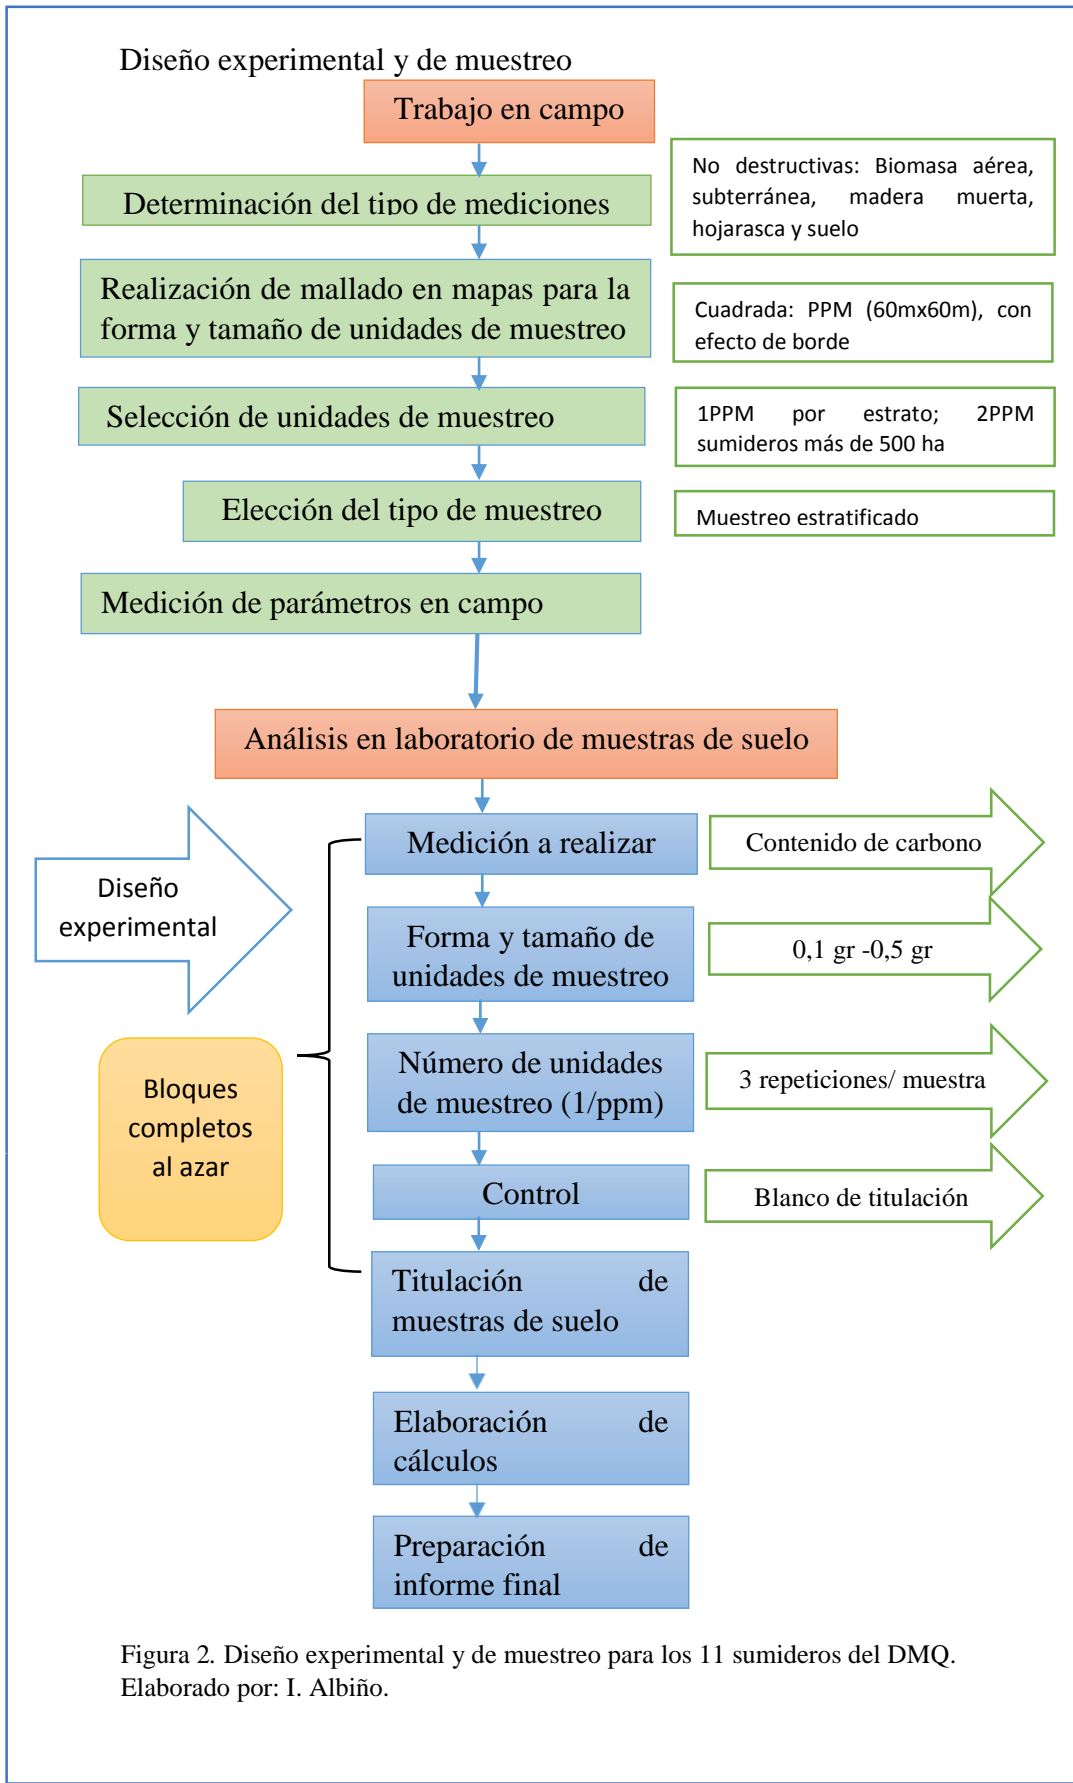 Diseño experimental y de muestreo
Trabajo en campo
Determinación del tipo de mediciones
No destructivas: Biomasa aérea,
subterránea, madera muerta,
hojarasca y suelo
Realización de mallado en mapas para la
forma y tamaño de unidades de muestreo
Cuadrada: PPM (60mx60m), con
efecto de borde
Selección de unidades de muestreo
1PPM por estrato; 2PPM
sumideros más de 500 ha
Elección del tipo de muestreo
Muestreo estratificado
Medición de parámetros en campo
Análisis en laboratorio de muestras de suelo
Diseño
experimental
Bloques
completos
al azar
Medición a realizar
Contenido de carbono
Forma y tamaño de
unidades de muestreo
0,1 gr -0,5 gr
Número de unidades
de muestreo (1/ppm)
3 repeticiones/ muestra
Control
Blanco de titulación
Titulación de
muestras de suelo
Elaboración de
cálculos
Preparación de
informe final
Figura 2. Diseño experimental y de muestreo para los 11 sumideros del DMQ.
Elaborado por: I. Albiño.